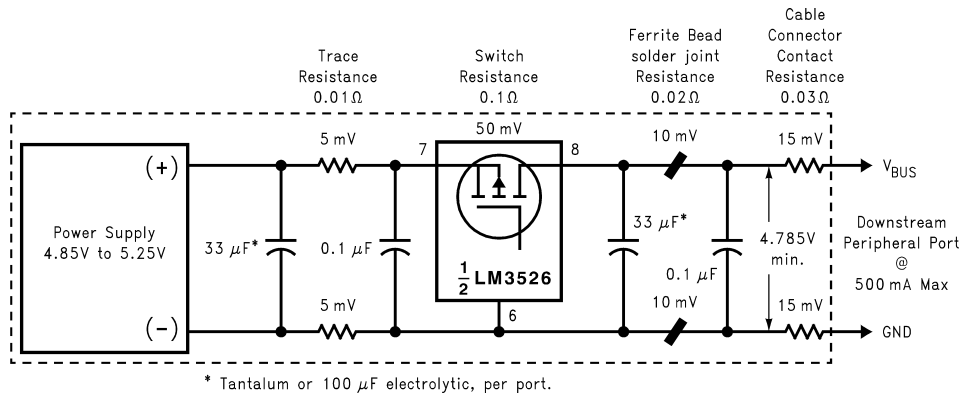 Trace
Resistance
0.01Ω
Switch
Resistance
0.1Ω
Ferrite Bead
solder joint
Resistance
0.02Ω
Cable
Connector
Contact
Resistance
0.03Ω
5 mV
50 mV
10 mV
15 mV
7
8
(+)
V_BUS
Power Supply
4.85V to 5.25V
33 µF*
0.1 µF
1/2 LM3526
33 µF*
0.1 µF
4.785V
min.
Downstream
Peripheral Port
@
500 mA Max
5 mV
6
10 mV
15 mV
(−)
GND
* Tantalum or 100 µF electrolytic, per port.